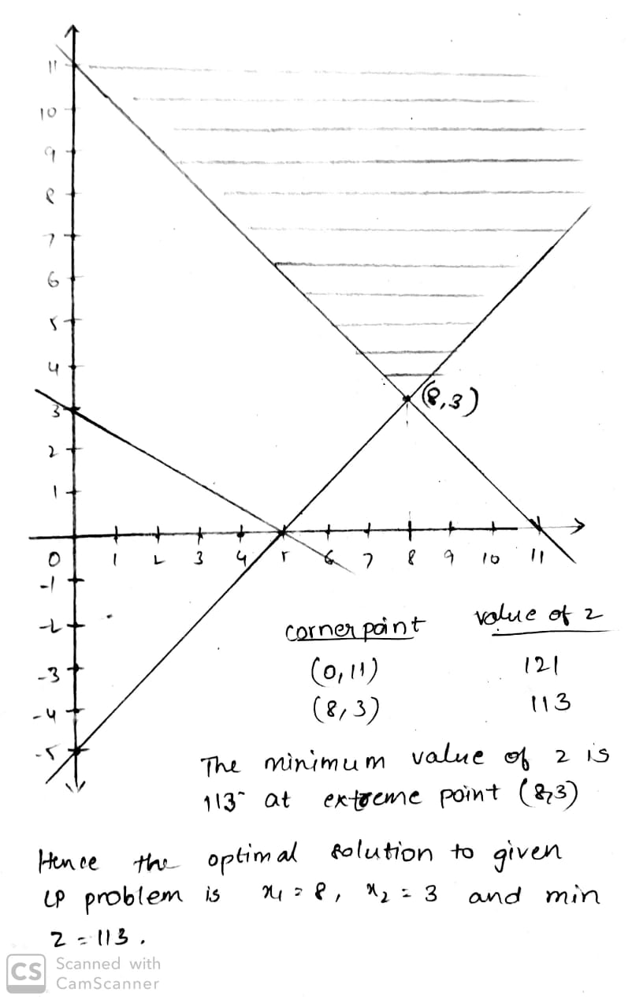 11
10
9
8
7
6
5
4
(8,3)
3
2
1
0 1 2 3 4 5 6 7 8 9 10 11
-1
-2
-3
-4
-5
corner point value of z
(0,11) 121
(8,3) 113
The minimum value of z is
113 at extreme point (8,3)
Hence the optimal solution to given
LP problem is x₁ = 8, x₂ = 3 and min
z = 113.
CS Scanned with
CamScanner